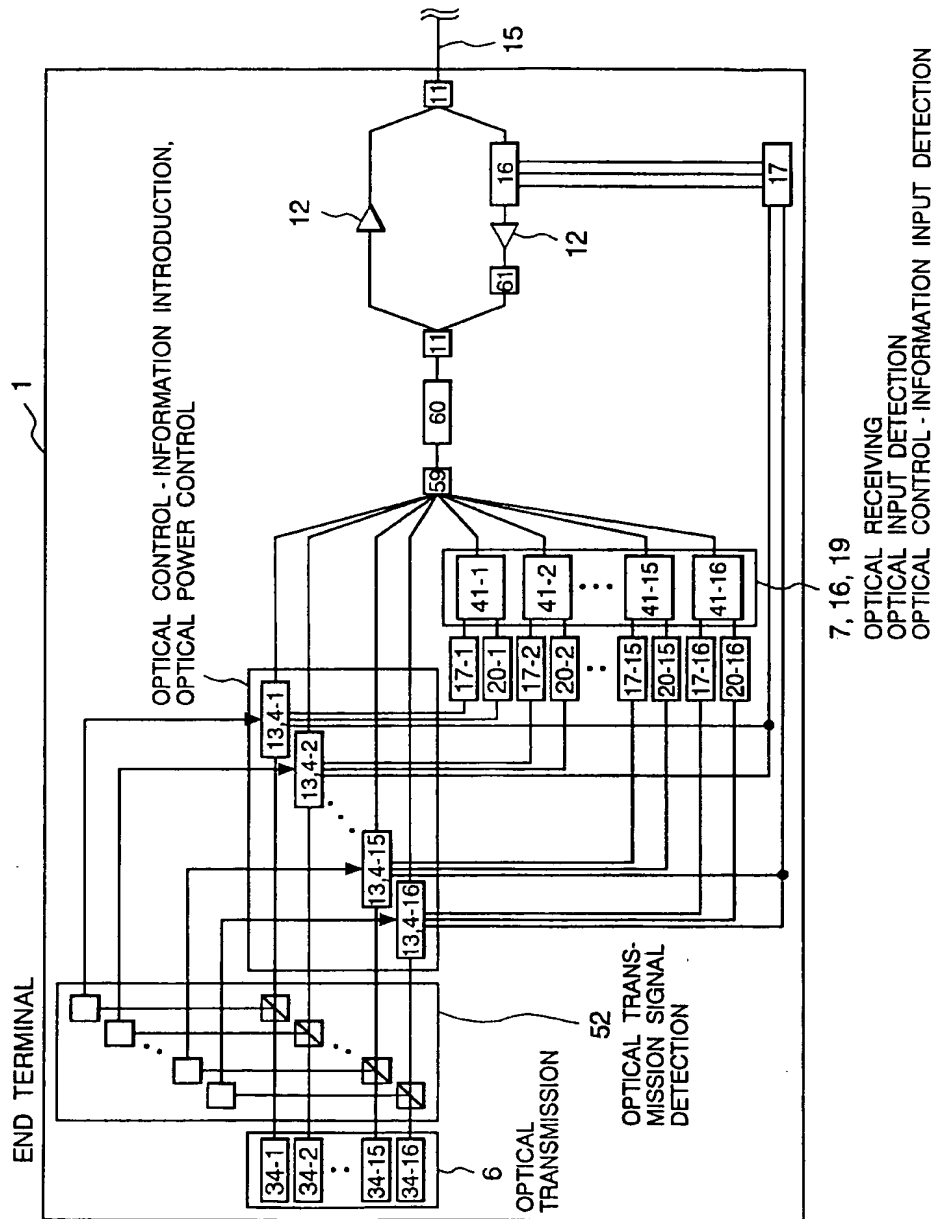 END TERMINAL
1
OPTICAL CONTROL-INFORMATION INTRODUCTION,
OPTICAL POWER CONTROL
15
11
12
16
12
61
11
60
59
17
13,4-1
13,4-2
13,4-15
13,4-16
41-1
41-2
41-15
41-16
17-1
20-1
17-2
20-2
17-15
20-15
17-16
20-16
7, 16, 19
OPTICAL RECEIVING
OPTICAL INPUT DETECTION
OPTICAL CONTROL-INFORMATION INPUT DETECTION
34-1
34-2
34-15
34-16
6
OPTICAL
TRANSMISSION
52
OPTICAL TRANS-
MISSION SIGNAL
DETECTION